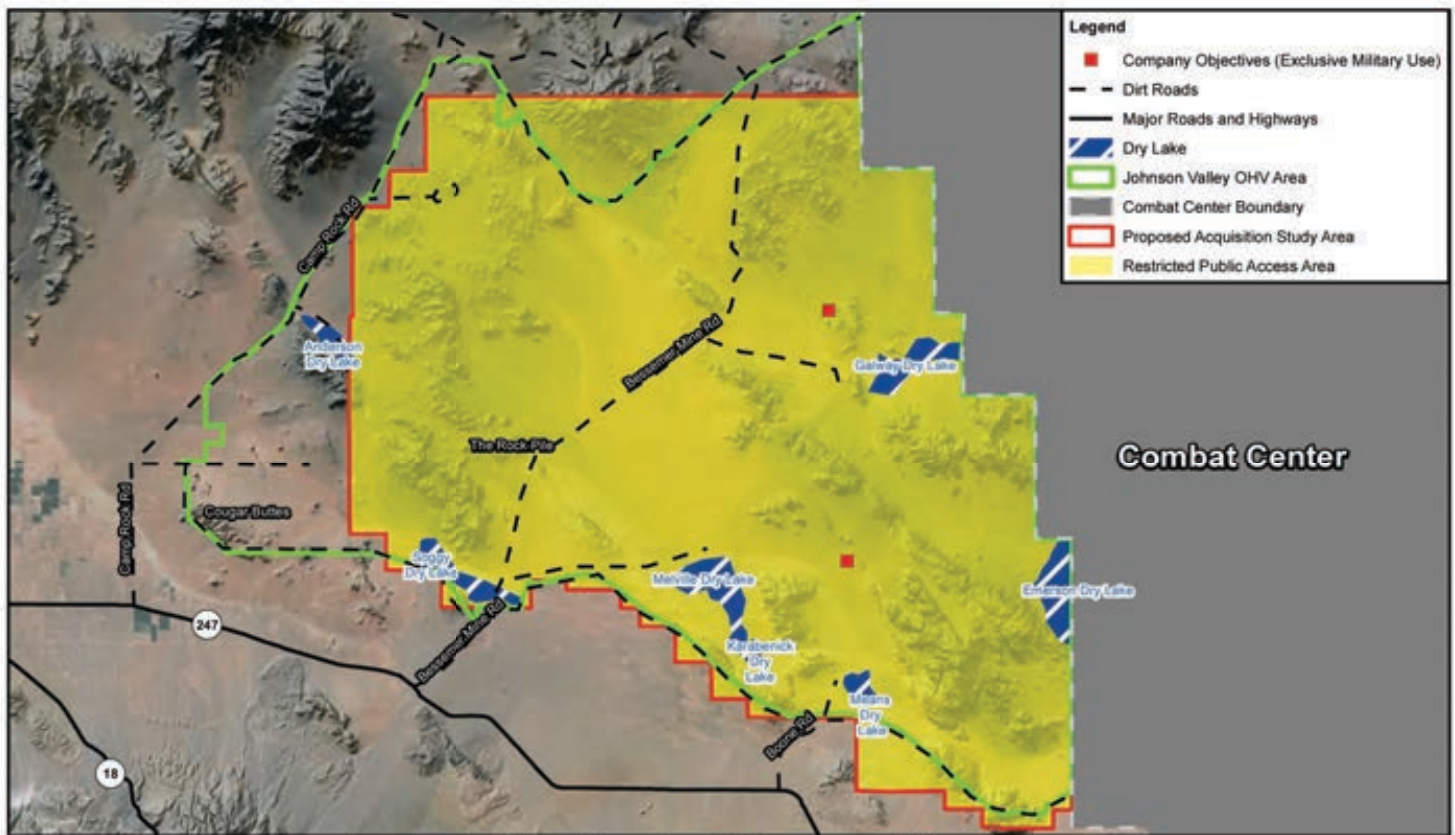 Legend
Company Objectives (Exclusive Military Use)
Dirt Roads
Major Roads and Highways
Dry Lake
Johnson Valley OHV Area
Combat Center Boundary
Proposed Acquisition Study Area
Restricted Public Access Area
Camp Rock Rd
Anderson
Dry Lake
Bessemer Mine Rd
Galway Dry Lake
The Rock Pile
Combat Center
Camp Rock Rd
Cougar Buttes
Soggy
Dry Lake
Melville Dry Lake
Emerson Dry Lake
247
Bessemer Mine Rd
Karabenick
Dry
Lake
Means
Dry
Lake
Boone Rd
18